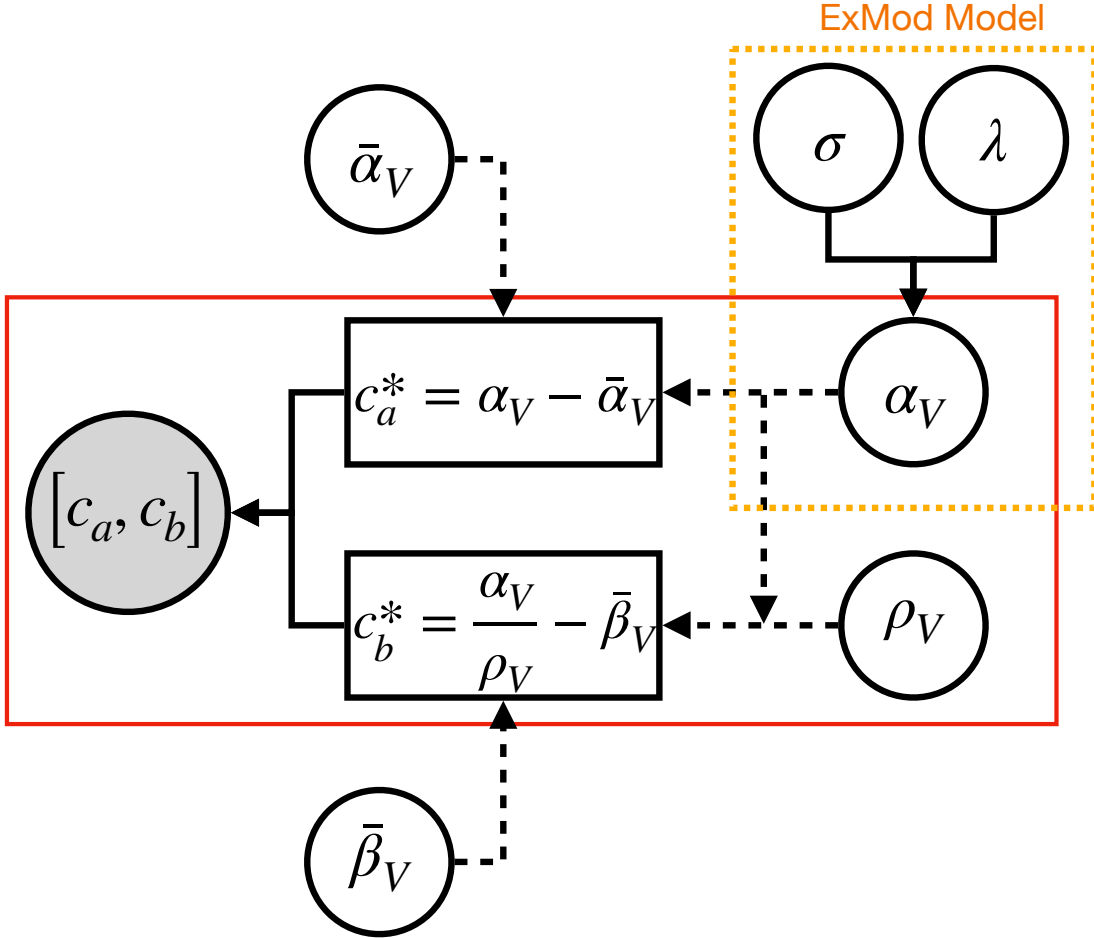 ExMod Model
ᾱ_V
σ
λ
c*_a = α_V − ᾱ_V
α_V
[c_a, c_b]
c*_b = α_V / ρ_V − β̄_V
ρ_V
β̄_V